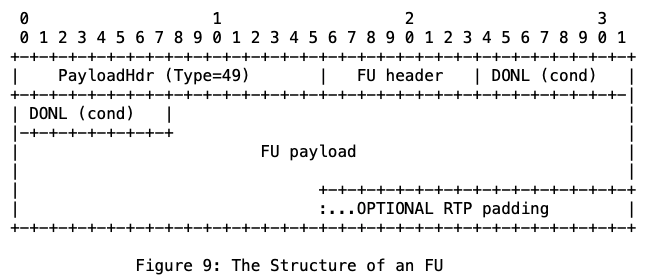 0                   1                   2                   3
 0 1 2 3 4 5 6 7 8 9 0 1 2 3 4 5 6 7 8 9 0 1 2 3 4 5 6 7 8 9 0 1
+-+-+-+-+-+-+-+-+-+-+-+-+-+-+-+-+-+-+-+-+-+-+-+-+-+-+-+-+-+-+-+-+
|    PayloadHdr (Type=49)       |   FU header   | DONL (cond)   |
+-+-+-+-+-+-+-+-+-+-+-+-+-+-+-+-+-+-+-+-+-+-+-+-+-+-+-+-+-+-+-+-|
| DONL (cond)   |                                               |
|-+-+-+-+-+-+-+-+                                               |
|                         FU payload                            |
|                                                               |
|                               +-+-+-+-+-+-+-+-+-+-+-+-+-+-+-+-+
|                               :...OPTIONAL RTP padding        |
+-+-+-+-+-+-+-+-+-+-+-+-+-+-+-+-+-+-+-+-+-+-+-+-+-+-+-+-+-+-+-+-+
Figure 9: The Structure of an FU